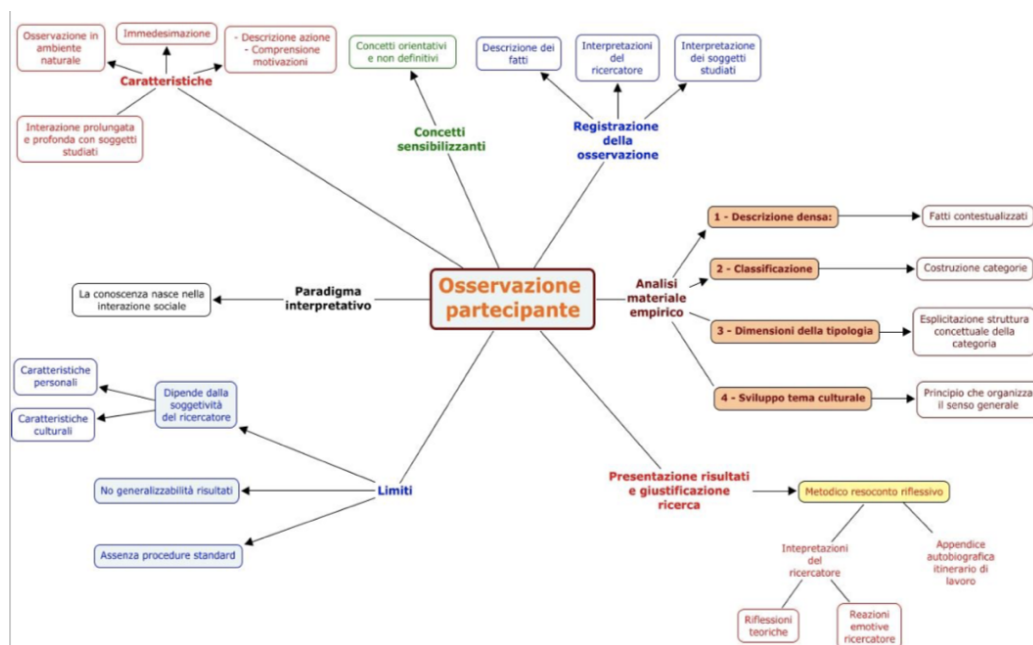 Osservazione in
ambiente
naturale
Immedesimazione
- Descrizione azione
- Comprensione
motivazioni
Caratteristiche
Interazione prolungata
e profonda con soggetti
studiati
Concetti orientativi
e non definitivi
Concetti
sensibilizzanti
Descrizione dei
fatti
Interpretazioni
del
ricercatore
Interpretazione
dei soggetti
studiati
Registrazione
della
osservazione
Osservazione
partecipante
Paradigma
interpretativo
La conoscenza nasce nella
interazione sociale
Analisi
materiale
empirico
1 - Descrizione densa:
Fatti contestualizzati
2 - Classificazione
Costruzione categorie
3 - Dimensioni della tipologia
Esplicitazione struttura
concettuale della
categoria
4 - Sviluppo tema culturale
Principio che organizza
il senso generale
Caratteristiche
personali
Caratteristiche
culturali
Dipende dalla
soggetività
del ricercatore
No generalizzabilità risultati
Assenza procedure standard
Limiti
Presentazione risultati
e giustificazione
ricerca
Metodico resoconto riflessivo
Intepretazioni
del
ricercatore
Appendice
autobiografica
itinerario di
lavoro
Riflessioni
teoriche
Reazioni
emotive
ricercatore